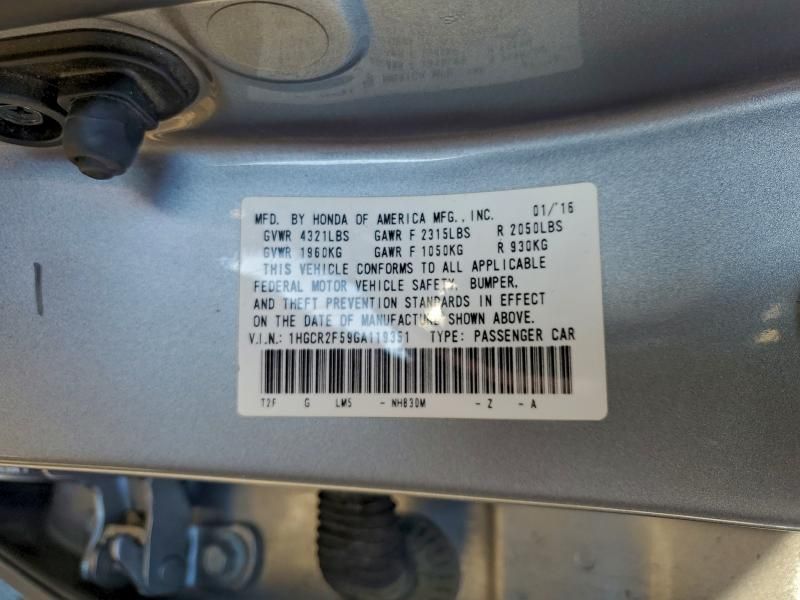 MFD. BY HONDA OF AMERICA MFG., INC. 01/'16
GVWR 4321LBS GAWR F 2315LBS R 2050LBS
GVWR 1960KG GAWR F 1050KG R 930KG
THIS VEHICLE CONFORMS TO ALL APPLICABLE
FEDERAL MOTOR VEHICLE SAFETY, BUMPER,
AND THEFT PREVENTION STANDARDS IN EFFECT
ON THE DATE OF MANUFACTURE SHOWN ABOVE.
V.I.N.: 1HGCR2F59GA119351 TYPE: PASSENGER CAR
T2F G LM5 - NH830M - Z - A